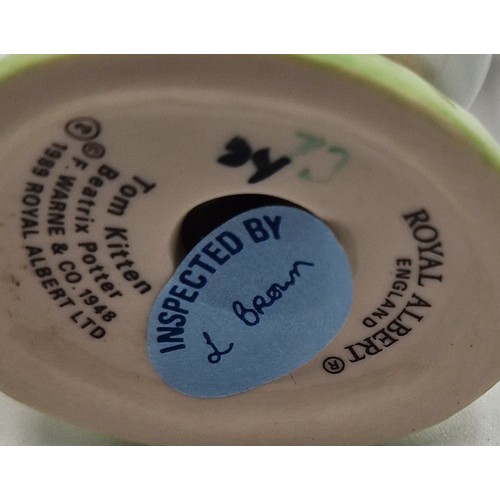 Tom Kitten
Beatrix Potter
© F. WARNE & CO. 1948
© 1989 ROYAL ALBERT LTD
ROYAL ALBERT ®
ENGLAND
INSPECTED BY
L Brown